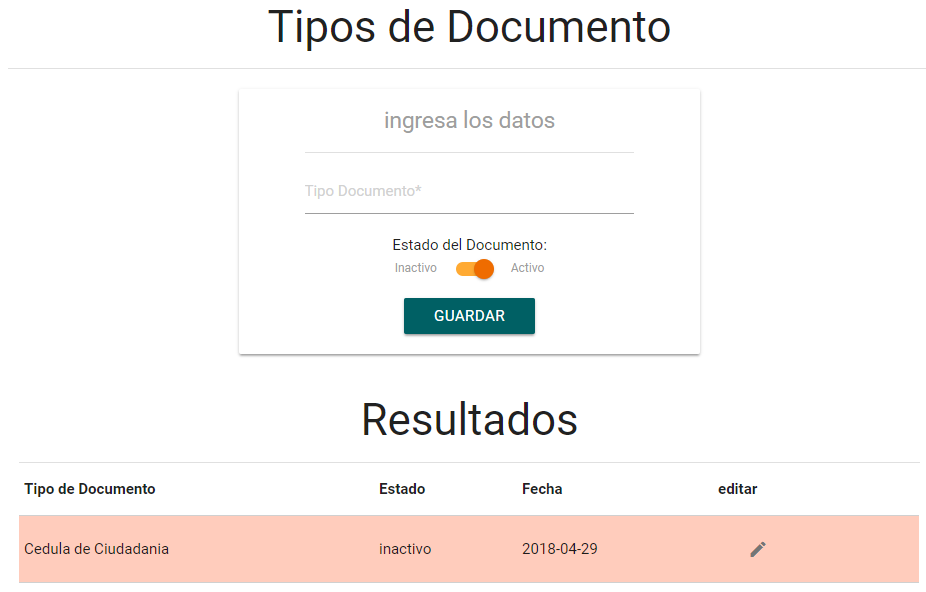 Tipos de Documento
ingresa los datos
Tipo Documento*
Estado del Documento:
Inactivo Activo
GUARDAR
Resultados
Tipo de Documento Estado Fecha editar
Cedula de Ciudadania inactivo 2018-04-29